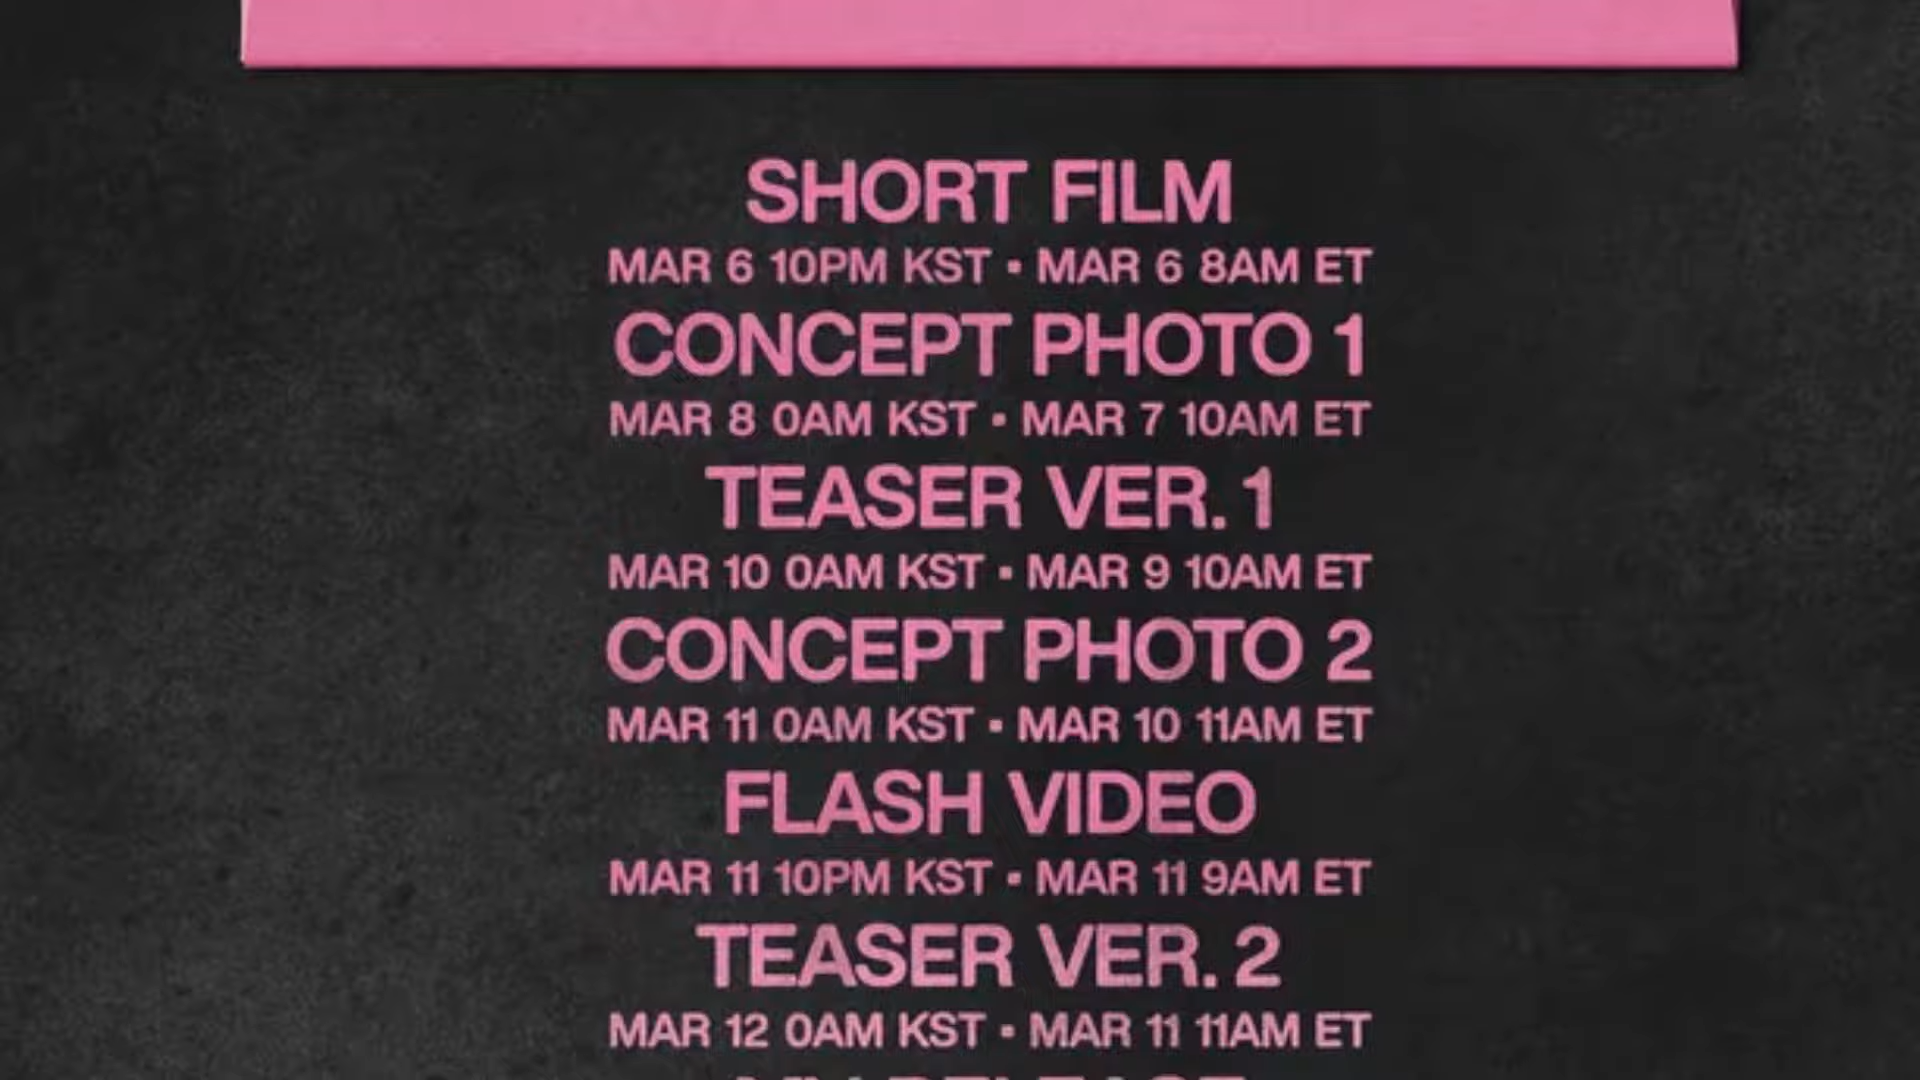 SHORT FILM
MAR 6 10PM KST ▪ MAR 6 8AM ET
CONCEPT PHOTO 1
MAR 8 0AM KST ▪ MAR 7 10AM ET
TEASER VER. 1
MAR 10 0AM KST ▪ MAR 9 10AM ET
CONCEPT PHOTO 2
MAR 11 0AM KST ▪ MAR 10 11AM ET
FLASH VIDEO
MAR 11 10PM KST ▪ MAR 11 9AM ET
TEASER VER. 2
MAR 12 0AM KST ▪ MAR 11 11AM ET